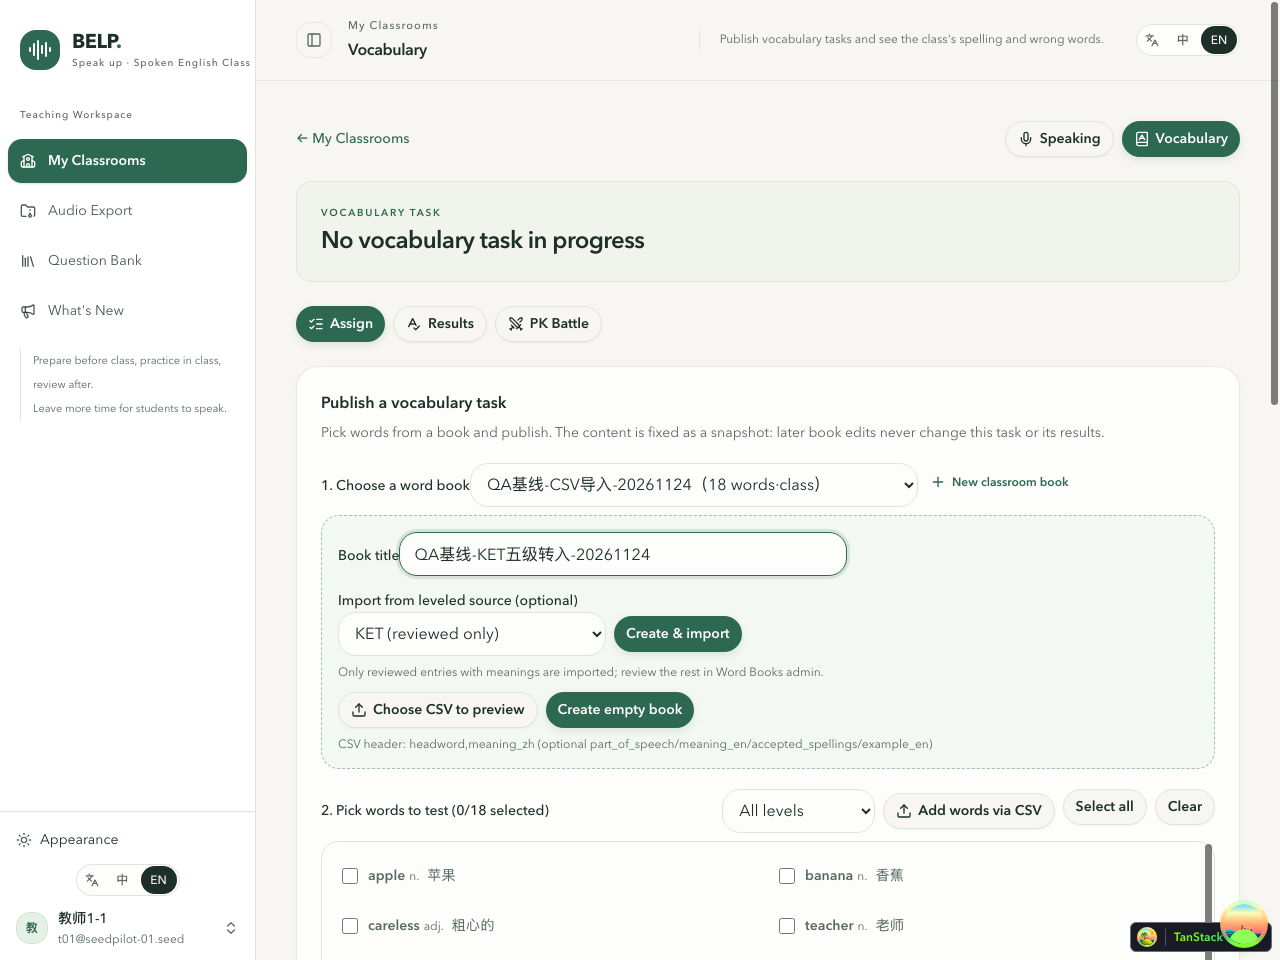 BELP.
Speak up · Spoken English Class
Teaching Workspace
My Classrooms
Audio Export
Question Bank
What's New
Prepare before class, practice in class,
review after.
Leave more time for students to speak.
Appearance
中 EN
教
教师1-1
t01@seedpilot-01.seed
My Classrooms
Vocabulary
Publish vocabulary tasks and see the class's spelling and wrong words.
中 EN
← My Classrooms
Speaking
Vocabulary
VOCABULARY TASK
No vocabulary task in progress
Assign
Results
PK Battle
Publish a vocabulary task
Pick words from a book and publish. The content is fixed as a snapshot: later book edits never change this task or its results.
1. Choose a word book
QA基线-CSV导入-20261124（18 words·class）
+ New classroom book
Book title
QA基线-KET五级转入-20261124
Import from leveled source (optional)
KET (reviewed only)
Create & import
Only reviewed entries with meanings are imported; review the rest in Word Books admin.
Choose CSV to preview
Create empty book
CSV header: headword,meaning_zh (optional part_of_speech/meaning_en/accepted_spellings/example_en)
2. Pick words to test (0/18 selected)
All levels
Add words via CSV
Select all
Clear
apple n. 苹果
banana n. 香蕉
careless adj. 粗心的
teacher n. 老师
TanStack